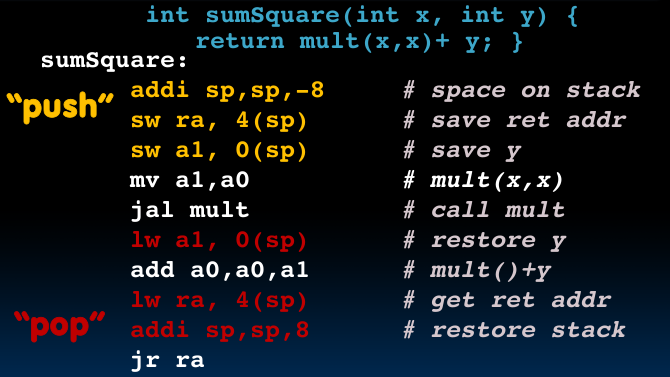 int sumSquare(int x, int y) {
return mult(x,x)+ y; }
sumSquare:
"push"
addi sp,sp,-8 # space on stack
sw ra, 4(sp) # save ret addr
sw a1, 0(sp) # save y
mv a1,a0 # mult(x,x)
jal mult # call mult
lw a1, 0(sp) # restore y
add a0,a0,a1 # mult()+y
"pop"
lw ra, 4(sp) # get ret addr
addi sp,sp,8 # restore stack
jr ra